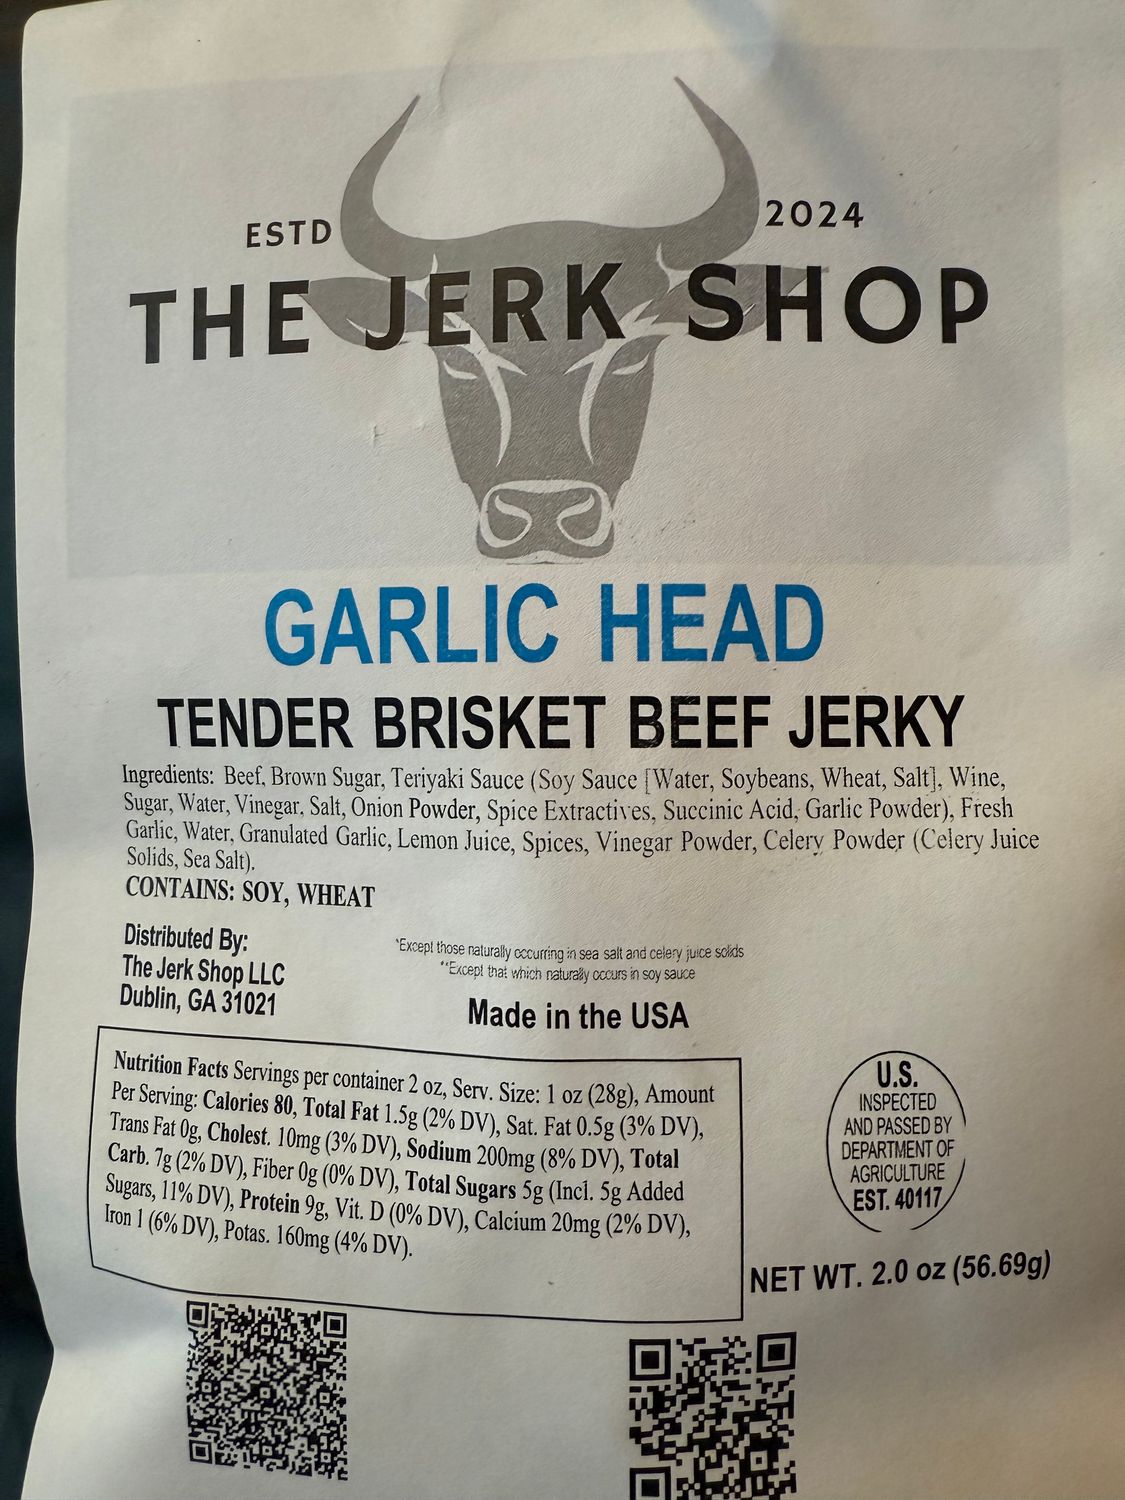 ESTD 2024
THE JERK SHOP
GARLIC HEAD
TENDER BRISKET BEEF JERKY
Ingredients: Beef, Brown Sugar, Teriyaki Sauce (Soy Sauce [Water, Soybeans, Wheat, Salt], Wine,
Sugar, Water, Vinegar, Salt, Onion Powder, Spice Extractives, Succinic Acid, Garlic Powder), Fresh
Garlic, Water, Granulated Garlic, Lemon Juice, Spices, Vinegar Powder, Celery Powder (Celery Juice
Solids, Sea Salt).
CONTAINS: SOY, WHEAT
Distributed By:
The Jerk Shop LLC
Dublin, GA 31021
*Except those naturally occurring in sea salt and celery juice solids
**Except that which naturally occurs in soy sauce
Made in the USA
Nutrition Facts Servings per container 2 oz, Serv. Size: 1 oz (28g), Amount
Per Serving: Calories 80, Total Fat 1.5g (2% DV), Sat. Fat 0.5g (3% DV),
Trans Fat 0g, Cholest. 10mg (3% DV), Sodium 200mg (8% DV), Total
Carb. 7g (2% DV), Fiber 0g (0% DV), Total Sugars 5g (Incl. 5g Added
Sugars, 11% DV), Protein 9g, Vit. D (0% DV), Calcium 20mg (2% DV),
Iron 1 (6% DV), Potas. 160mg (4% DV).
U.S.
INSPECTED
AND PASSED BY
DEPARTMENT OF
AGRICULTURE
EST. 40117
NET WT. 2.0 oz (56.69g)